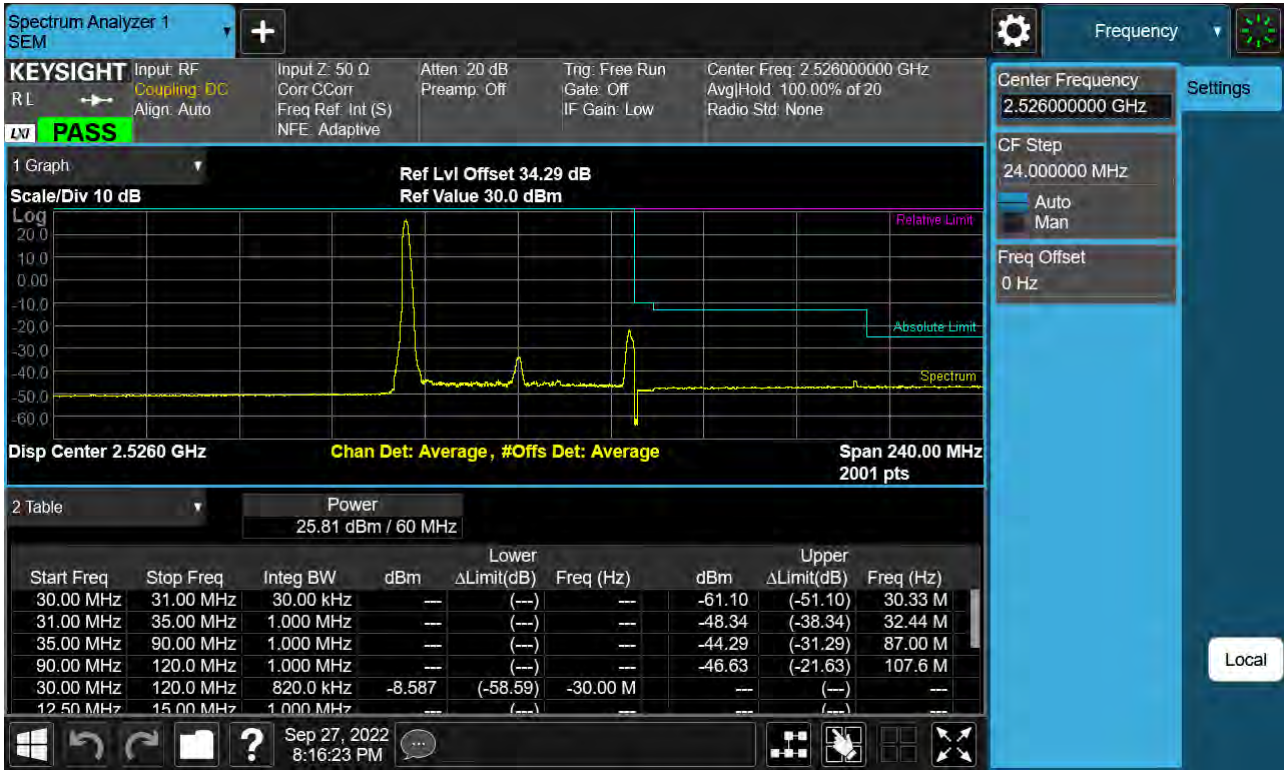 Spectrum Analyzer 1
SEM
Frequency
KEYSIGHT
RL
LXI
PASS
Input: RF
Coupling: DC
Align: Auto
Input Z: 50 Ω
Corr CCorr
Freq Ref: Int (S)
NFE: Adaptive
Atten: 20 dB
Preamp: Off
Trig: Free Run
Gate: Off
IF Gain: Low
Center Freq: 2.526000000 GHz
Avg|Hold: 100.00% of 20
Radio Std: None
Center Frequency
2.526000000 GHz
Settings
CF Step
24.000000 MHz
Auto
Man
Freq Offset
0 Hz
Local
1 Graph
Scale/Div 10 dB
Ref Lvl Offset 34.29 dB
Ref Value 30.0 dBm
Log
20.0
10.0
0.00
-10.0
-20.0
-30.0
-40.0
-50.0
-60.0
Relative Limit
Absolute Limit
Spectrum
Disp Center 2.5260 GHz
Chan Det: Average, #Offs Det: Average
Span 240.00 MHz
2001 pts
2 Table
Power
25.81 dBm / 60 MHz
Lower Upper
Start Freq Stop Freq Integ BW dBm ΔLimit(dB) Freq (Hz) dBm ΔLimit(dB) Freq (Hz)
30.00 MHz 31.00 MHz 30.00 kHz --- (---) --- -61.10 (-51.10) 30.33 M
31.00 MHz 35.00 MHz 1.000 MHz --- (---) --- -48.34 (-38.34) 32.44 M
35.00 MHz 90.00 MHz 1.000 MHz --- (---) --- -44.29 (-31.29) 87.00 M
90.00 MHz 120.0 MHz 1.000 MHz --- (---) --- -46.63 (-21.63) 107.6 M
30.00 MHz 120.0 MHz 820.0 kHz -8.587 (-58.59) -30.00 M --- (---) ---
12.50 MHz 15.00 MHz 1.000 MHz --- (---) --- --- (---) ---
Sep 27, 2022
8:16:23 PM